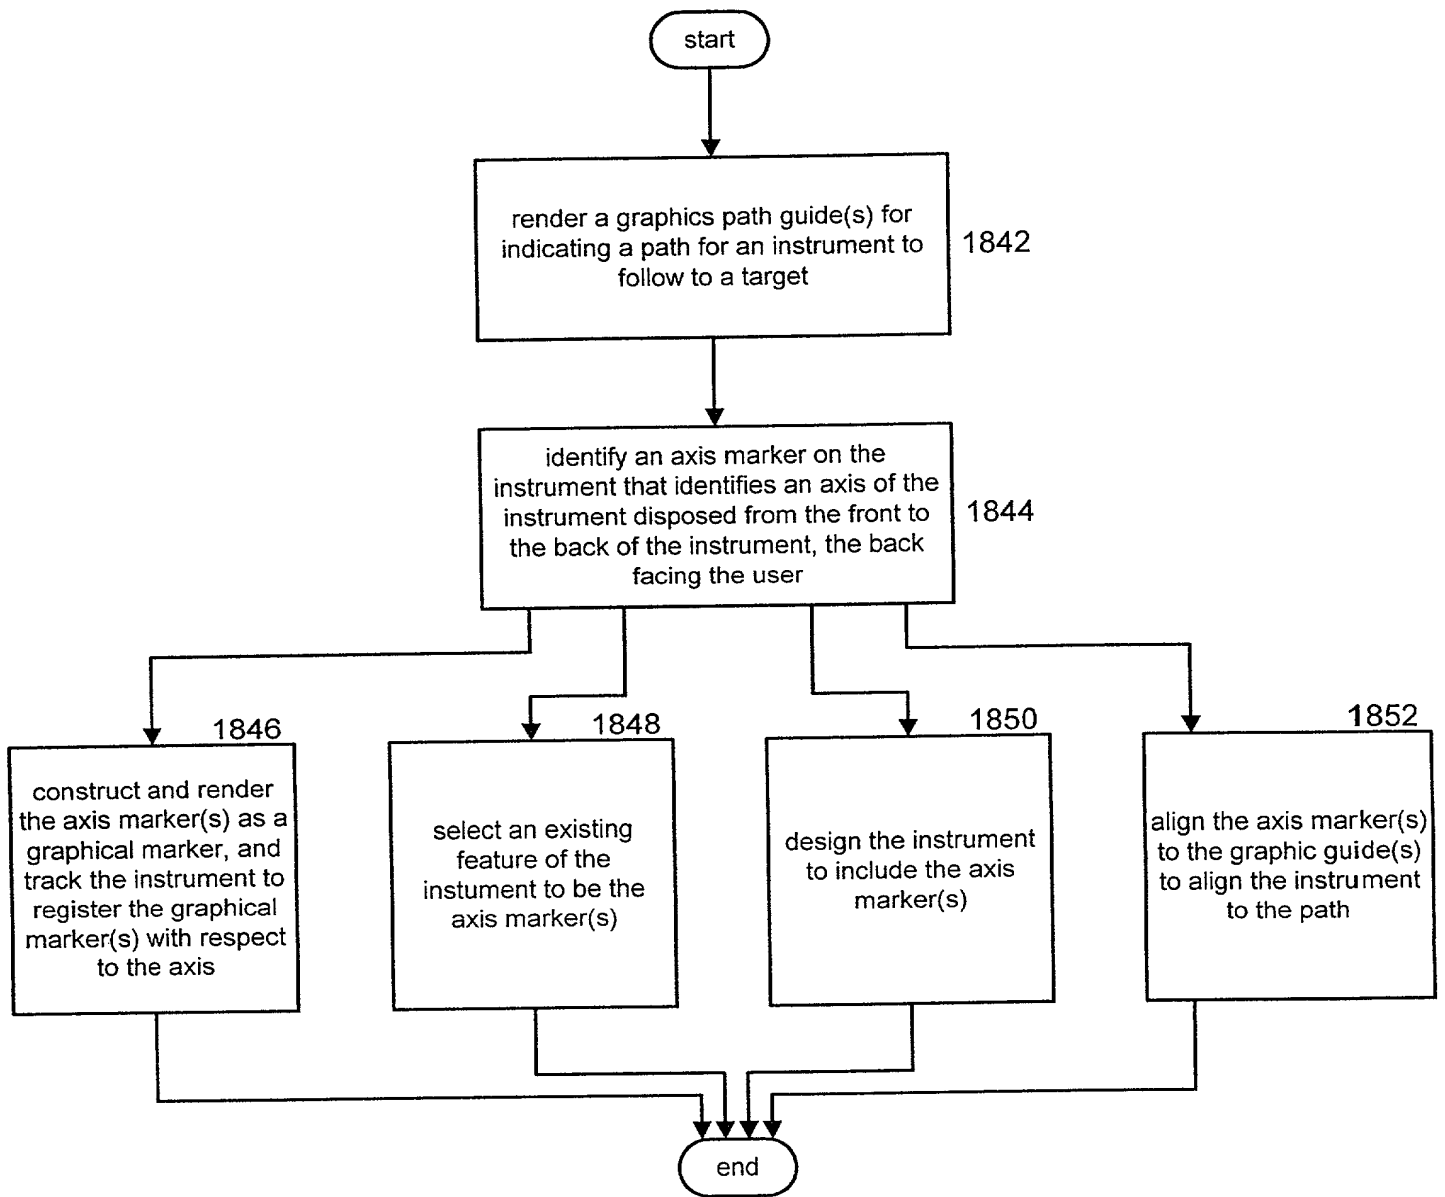 start
render a graphics path guide(s) for
indicating a path for an instrument to
follow to a target
1842
identify an axis marker on the
instrument that identifies an axis of the
instrument disposed from the front to
the back of the instrument, the back
facing the user
1844
1846
construct and render
the axis marker(s) as a
graphical marker, and
track the instrument to
register the graphical
marker(s) with respect
to the axis
1848
select an existing
feature of the
instument to be the
axis marker(s)
1850
design the instrument
to include the axis
marker(s)
1852
align the axis marker(s)
to the graphic guide(s)
to align the instrument
to the path
end